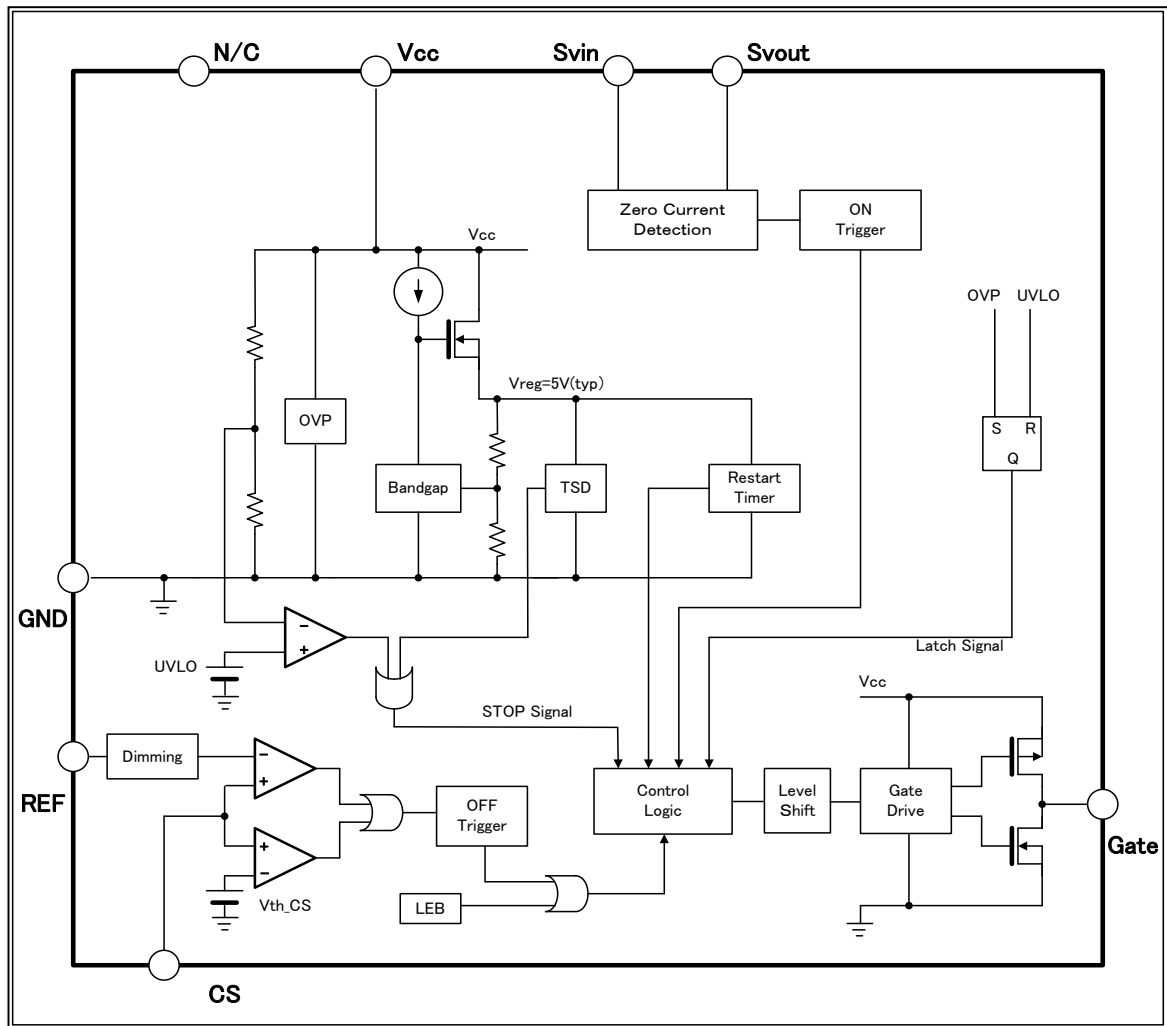 N/C
Vcc
Svin
Svout
Zero Current
Detection
ON
Trigger
Vcc
OVP
UVLO
Vreg=5V(typ)
OVP
S R
Q
Bandgap
TSD
Restart
Timer
GND
−
+
UVLO
Latch Signal
STOP Signal
Vcc
REF
Dimming
−
+
OFF
Trigger
Control
Logic
Level
Shift
Gate
Drive
Gate
+
−
Vth_CS
LEB
CS